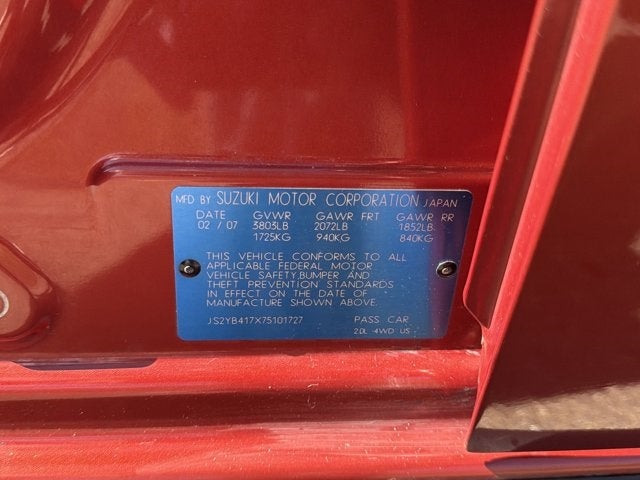 MFD BY SUZUKI MOTOR CORPORATION JAPAN
DATE GVWR GAWR FRT GAWR RR
02 / 07 3803LB 2072LB 1852LB
1725KG 940KG 840KG
THIS VEHICLE CONFORMS TO ALL
APPLICABLE FEDERAL MOTOR
VEHICLE SAFETY,BUMPER AND
THEFT PREVENTION STANDARDS
IN EFFECT ON THE DATE OF
MANUFACTURE SHOWN ABOVE.
JS2YB417X75101727 PASS CAR
2.0L 4WD US